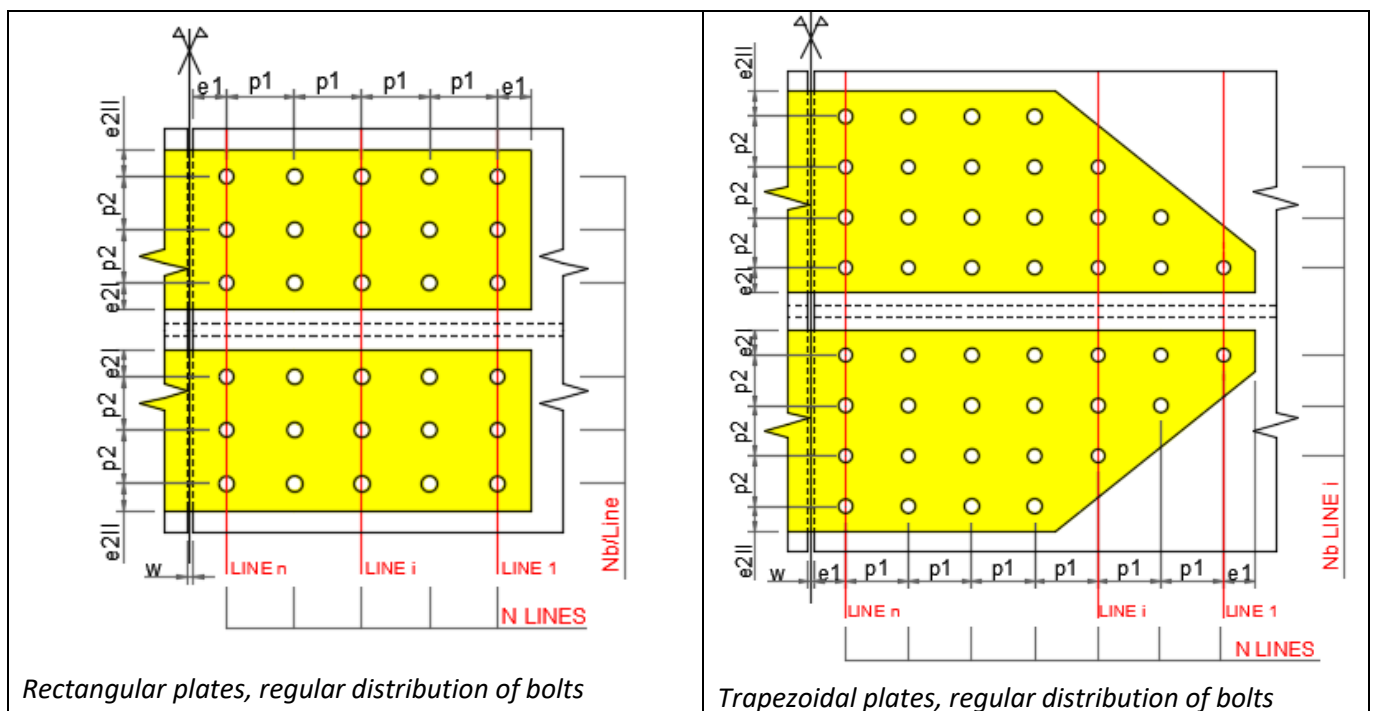 e1 p1 p1 p1 p1 e1
e2II
p2
p2
e2I
e2I
p2
p2
e2II
w
LINE n
LINE i
LINE 1
Nb/Line
N LINES
Rectangular plates, regular distribution of bolts
e2II
p2
p2
p2
e2I
e2I
p2
p2
p2
e2II
w e1 p1 p1 p1 p1 p1 p1 e1
LINE n
LINE i
LINE 1
Nb LINE i
N LINES
Trapezoidal plates, regular distribution of bolts